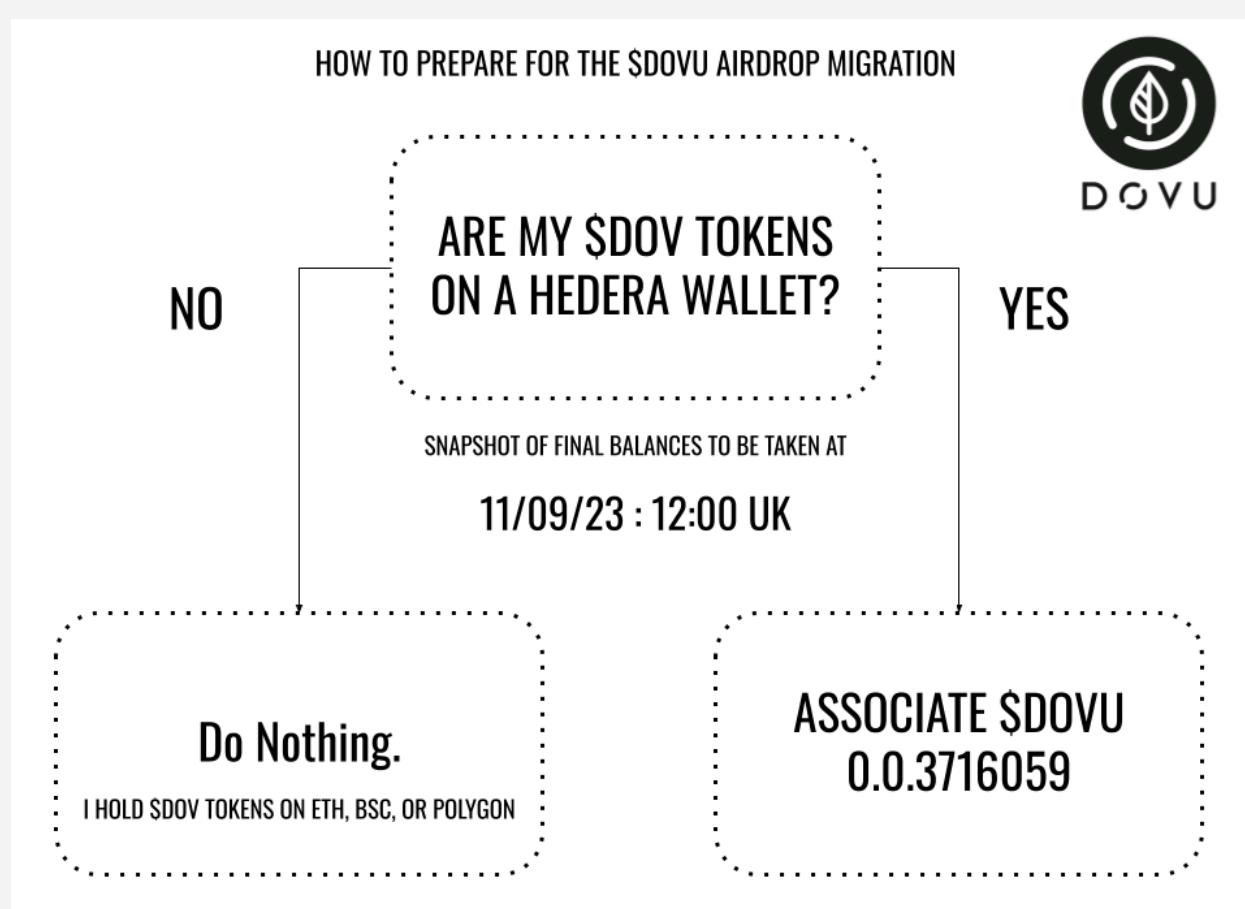 HOW TO PREPARE FOR THE $DOVU AIRDROP MIGRATION
DOVU
ARE MY $DOV TOKENS
ON A HEDERA WALLET?
NO
YES
SNAPSHOT OF FINAL BALANCES TO BE TAKEN AT
11/09/23 : 12:00 UK
Do Nothing.
I HOLD $DOV TOKENS ON ETH, BSC, OR POLYGON
ASSOCIATE $DOVU
0.0.3716059